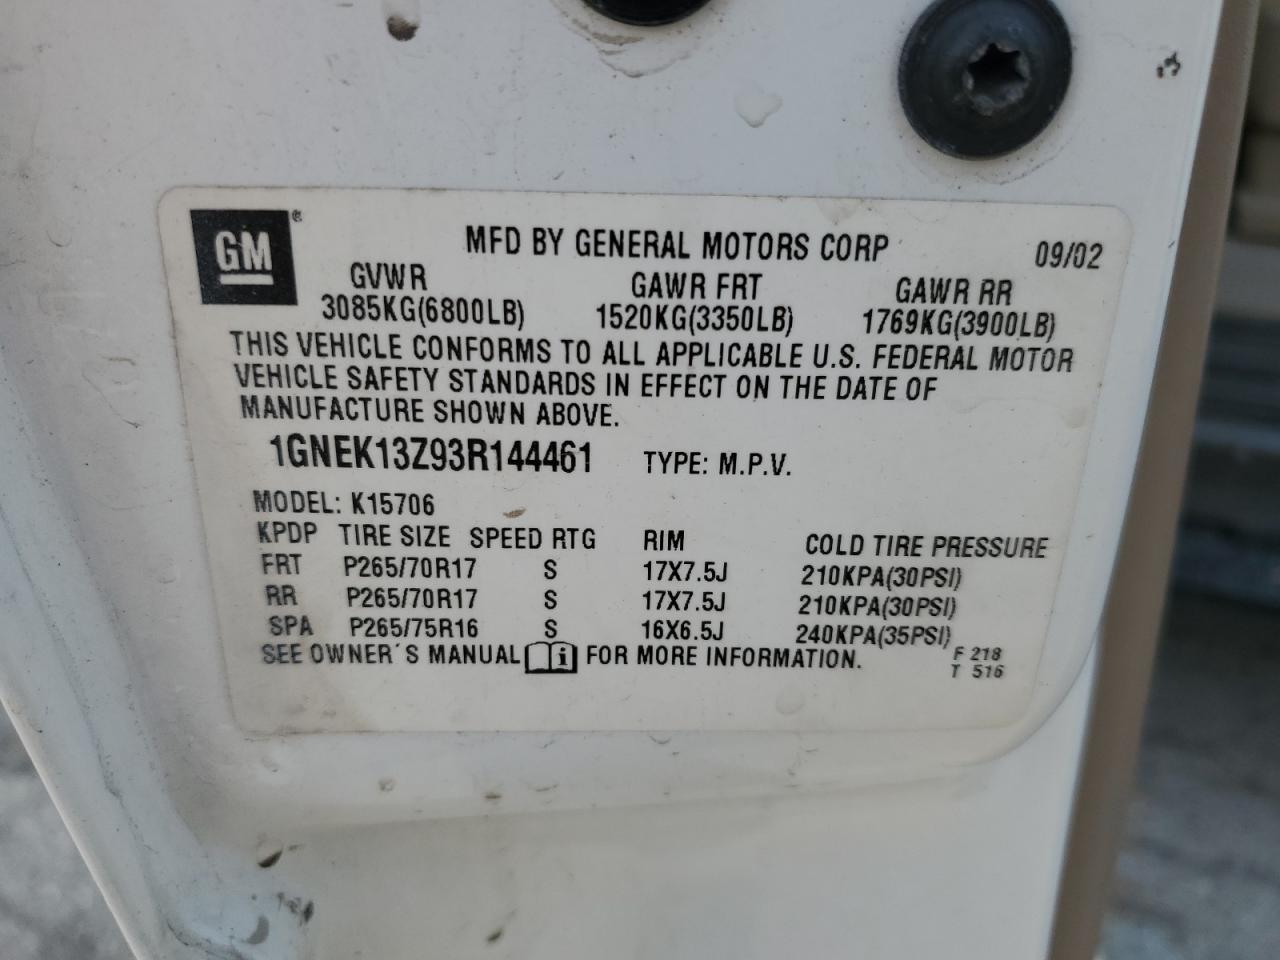 GM ®
MFD BY GENERAL MOTORS CORP 09/02
GVWR GAWR FRT GAWR RR
3085KG(6800LB) 1520KG(3350LB) 1769KG(3900LB)
THIS VEHICLE CONFORMS TO ALL APPLICABLE U.S. FEDERAL MOTOR
VEHICLE SAFETY STANDARDS IN EFFECT ON THE DATE OF
MANUFACTURE SHOWN ABOVE.
1GNEK13Z93R144461 TYPE: M.P.V.
MODEL: K15706
KPDP TIRE SIZE SPEED RTG RIM COLD TIRE PRESSURE
FRT P265/70R17 S 17X7.5J 210KPA(30PSI)
RR P265/70R17 S 17X7.5J 210KPA(30PSI)
SPA P265/75R16 S 16X6.5J 240KPA(35PSI)
SEE OWNER'S MANUAL i FOR MORE INFORMATION. F 218
T 516